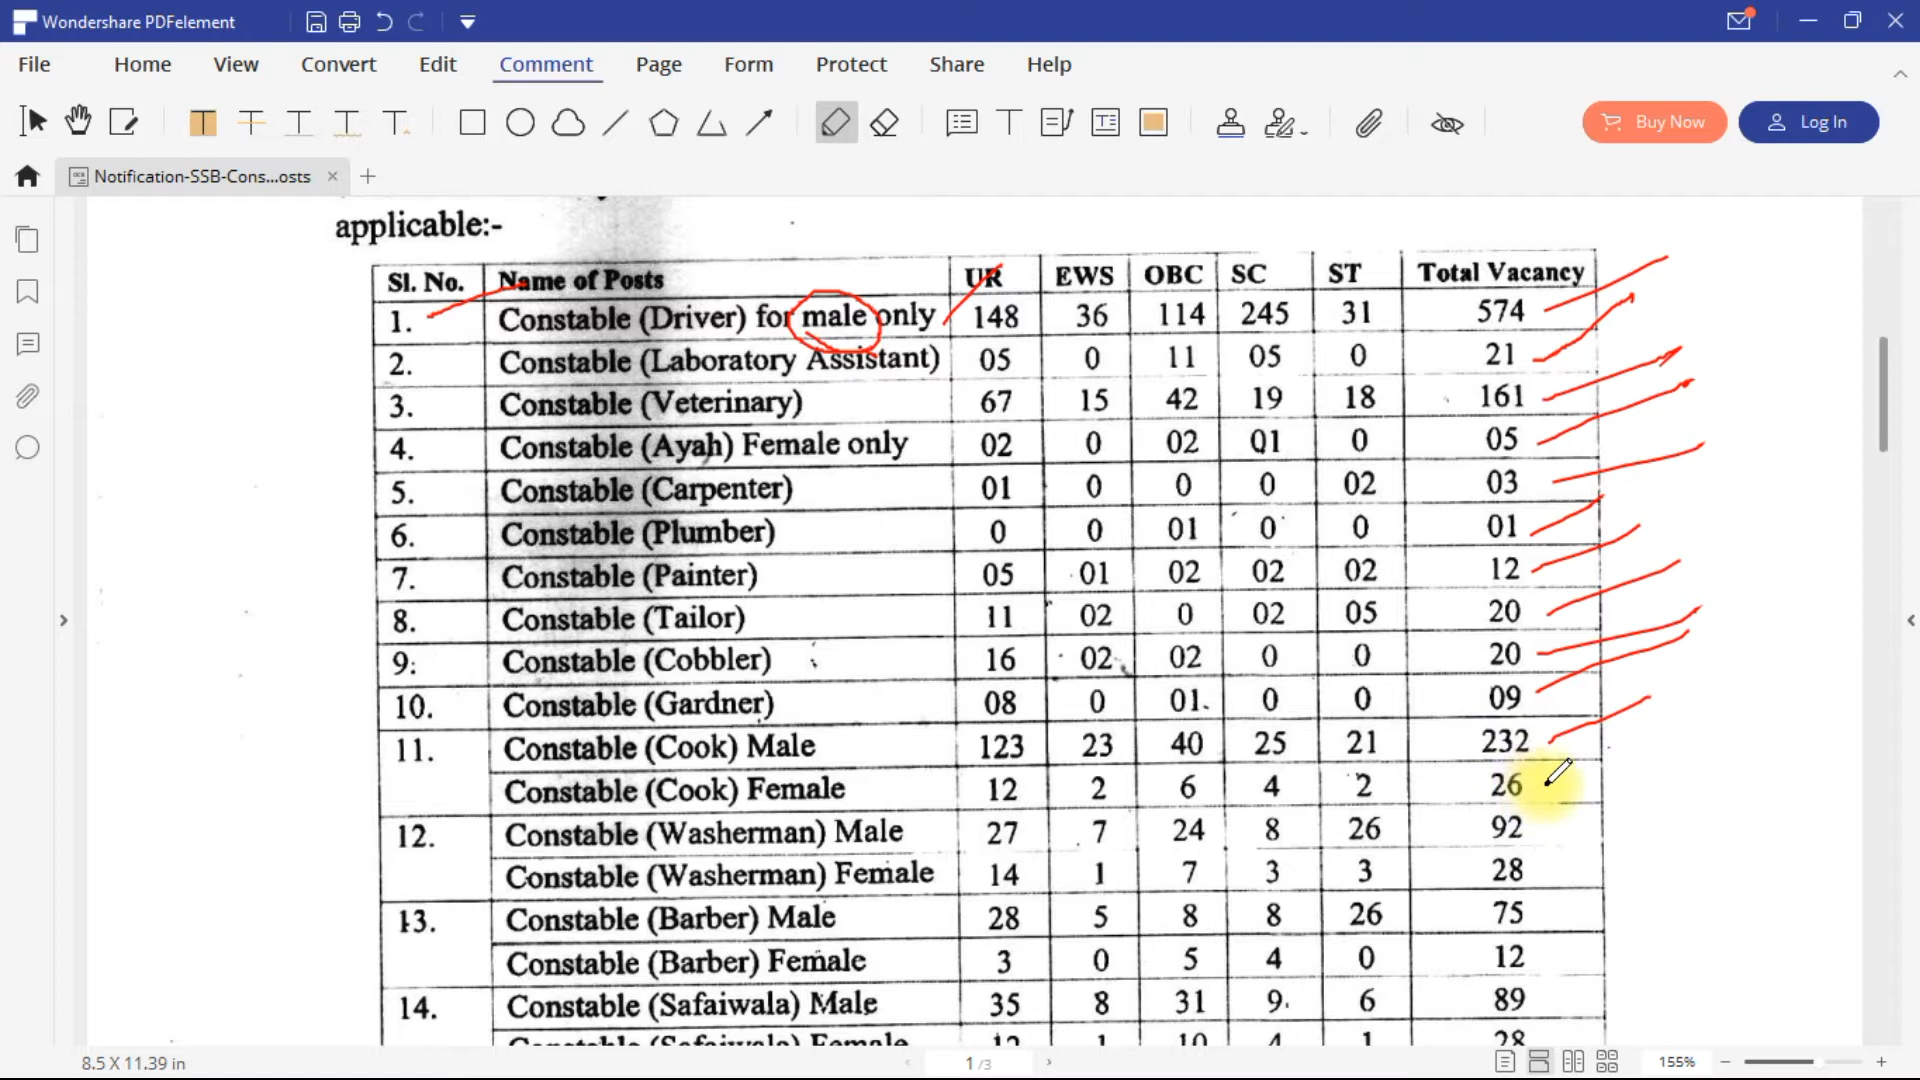 Wondershare PDFelement
File Home View Convert Edit Comment Page Form Protect Share Help
Buy Now Log In
Notification-SSB-Cons...osts
applicable:-
Sl. No. Name of Posts UR EWS OBC SC ST Total Vacancy
1. Constable (Driver) for male only 148 36 114 245 31 574
2. Constable (Laboratory Assistant) 05 0 11 05 0 21
3. Constable (Veterinary) 67 15 42 19 18 161
4. Constable (Ayah) Female only 02 0 02 01 0 05
5. Constable (Carpenter) 01 0 0 0 02 03
6. Constable (Plumber) 0 0 01 0 0 01
7. Constable (Painter) 05 01 02 02 02 12
8. Constable (Tailor) 11 02 0 02 05 20
9. Constable (Cobbler) 16 02 02 0 0 20
10. Constable (Gardner) 08 0 01 0 0 09
11. Constable (Cook) Male 123 23 40 25 21 232
Constable (Cook) Female 12 2 6 4 2 26
12. Constable (Washerman) Male 27 7 24 8 26 92
Constable (Washerman) Female 14 1 7 3 3 28
13. Constable (Barber) Male 28 5 8 8 26 75
Constable (Barber) Female 3 0 5 4 0 12
14. Constable (Safaiwala) Male 35 8 31 9 6 89
Constable (Safaiwala) Female 12 1 10 4 1 28
8.5 X 11.39 in 1 /3 155%